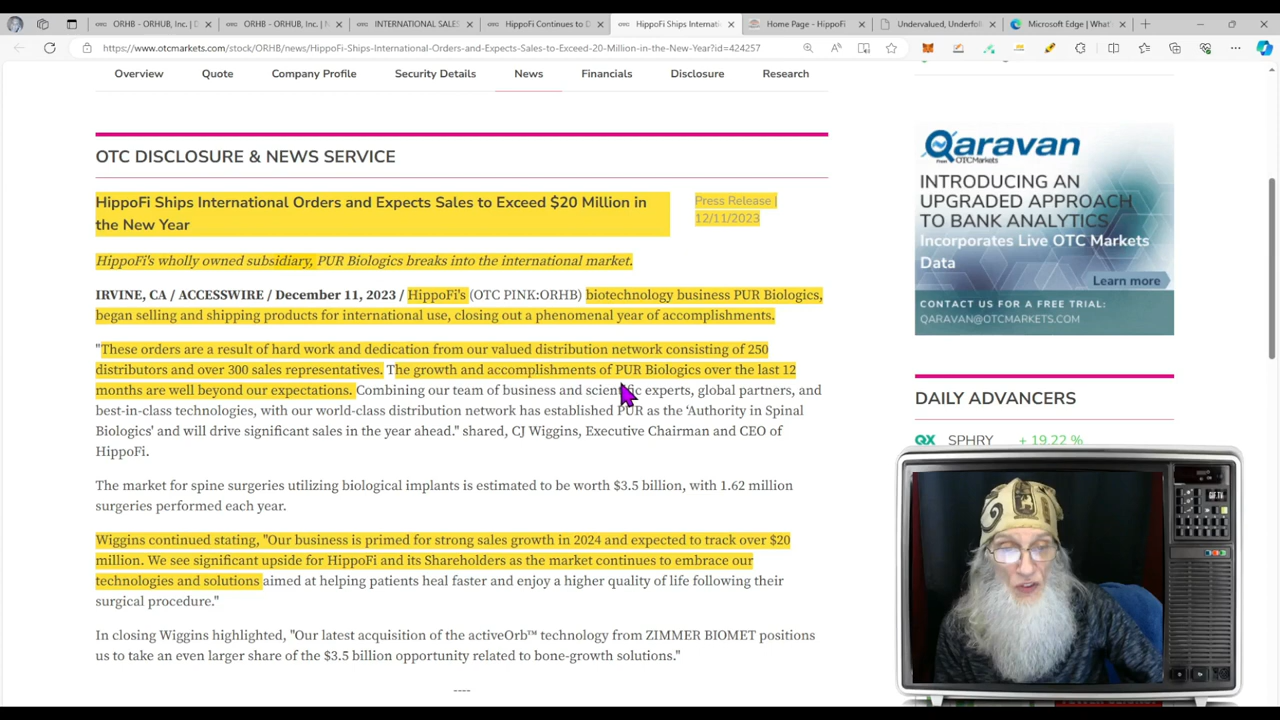 ORHB - ORHUB, Inc. | D
ORHB - ORHUB, Inc. | N
INTERNATIONAL SALES
HippoFi Continues to D
HippoFi Ships Internati
Home Page - HippoFi
Undervalued, Underfoll
Microsoft Edge | What'
https://www.otcmarkets.com/stock/ORHB/news/HippoFi-Ships-International-Orders-and-Expects-Sales-to-Exceed-20-Million-in-the-New-Year?id=424257
Overview
Quote
Company Profile
Security Details
News
Financials
Disclosure
Research
OTC DISCLOSURE & NEWS SERVICE
HippoFi Ships International Orders and Expects Sales to Exceed $20 Million in
the New Year
Press Release |
12/11/2023
HippoFi's wholly owned subsidiary, PUR Biologics breaks into the international market.
IRVINE, CA / ACCESSWIRE / December 11, 2023 / HippoFi's (OTC PINK:ORHB) biotechnology business PUR Biologics,
began selling and shipping products for international use, closing out a phenomenal year of accomplishments.
"These orders are a result of hard work and dedication from our valued distribution network consisting of 250
distributors and over 300 sales representatives. The growth and accomplishments of PUR Biologics over the last 12
months are well beyond our expectations. Combining our team of business and scientific experts, global partners, and
best-in-class technologies, with our world-class distribution network has established PUR as the 'Authority in Spinal
Biologics' and will drive significant sales in the year ahead." shared, CJ Wiggins, Executive Chairman and CEO of
HippoFi.
The market for spine surgeries utilizing biological implants is estimated to be worth $3.5 billion, with 1.62 million
surgeries performed each year.
Wiggins continued stating, "Our business is primed for strong sales growth in 2024 and expected to track over $20
million. We see significant upside for HippoFi and its Shareholders as the market continues to embrace our
technologies and solutions aimed at helping patients heal faster and enjoy a higher quality of life following their
surgical procedure."
In closing Wiggins highlighted, "Our latest acquisition of the activeOrb™ technology from ZIMMER BIOMET positions
us to take an even larger share of the $3.5 billion opportunity allotted to bone-growth solutions."
----
Qaravan
OTCMarkets
INTRODUCING AN
UPGRADED APPROACH
TO BANK ANALYTICS
Incorporates Live OTC Markets
Data
Learn more
CONTACT US FOR A FREE TRIAL:
QARAVAN@OTCMARKETS.COM
DAILY ADVANCERS
QX SPHRY + 19.22 %